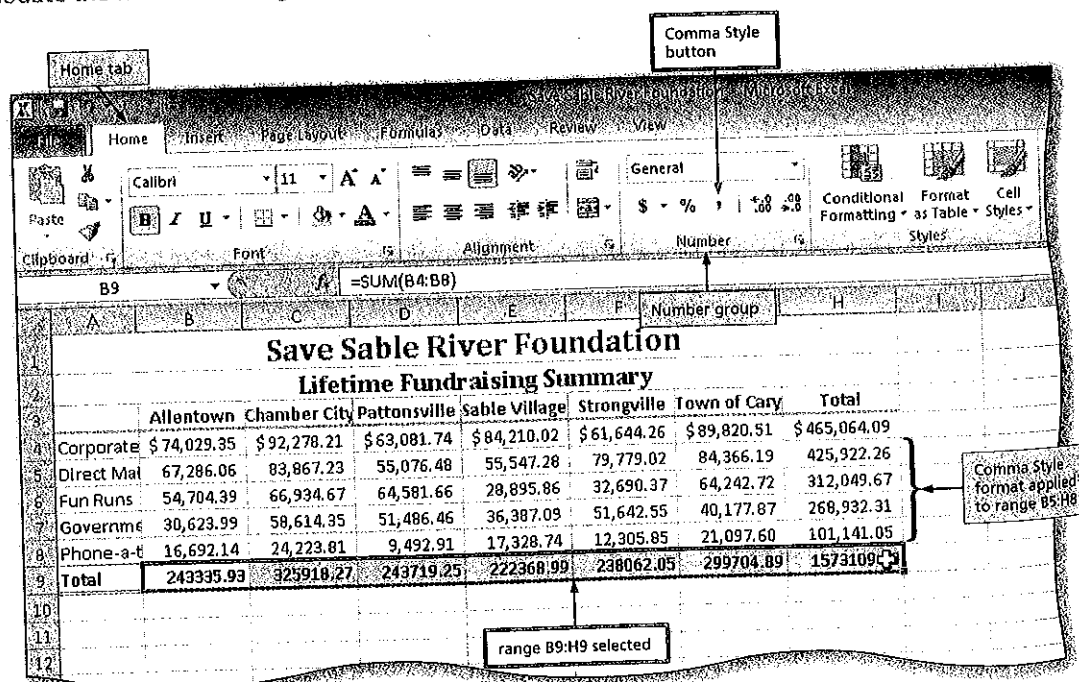 Comma Style
button
Home tab
Sable River Foundation - Microsoft Excel
Home Insert Page Layout Formulas Data Review View
Calibri 11 A A General
Paste B I U A $ % , .0 .00 .00 .0 Conditional Formatting Format as Table Cell Styles
Clipboard Font Alignment Number Styles
B9 fx =SUM(B4:B8)
Number group
A B C D E F H I J
1 Save Sable River Foundation
2 Lifetime Fundraising Summary
3 Allentown Chamber City Pattonsville Sable Village Strongville Town of Cary Total
4 Corporate $ 74,029.35 $ 92,278.21 $ 63,081.74 $ 84,210.02 $ 61,644.26 $ 89,820.51 $ 465,064.09
5 Direct Mai 67,286.06 83,867.23 55,076.48 55,547.28 79,779.02 84,366.19 425,922.26
6 Fun Runs 54,704.39 66,934.67 64,581.66 28,895.86 32,690.37 64,242.72 312,049.67
7 Governme 30,623.99 58,614.35 51,486.46 36,387.09 51,642.55 40,177.87 268,932.31
8 Phone-a-t 16,692.14 24,223.81 9,492.91 17,328.74 12,305.85 21,097.60 101,141.05
9 Total 243335.93 325918.27 243719.25 222368.99 238062.05 299704.89 1573109
10
11
12
Comma Style
format applied
to range B5:H8
range B9:H9 selected